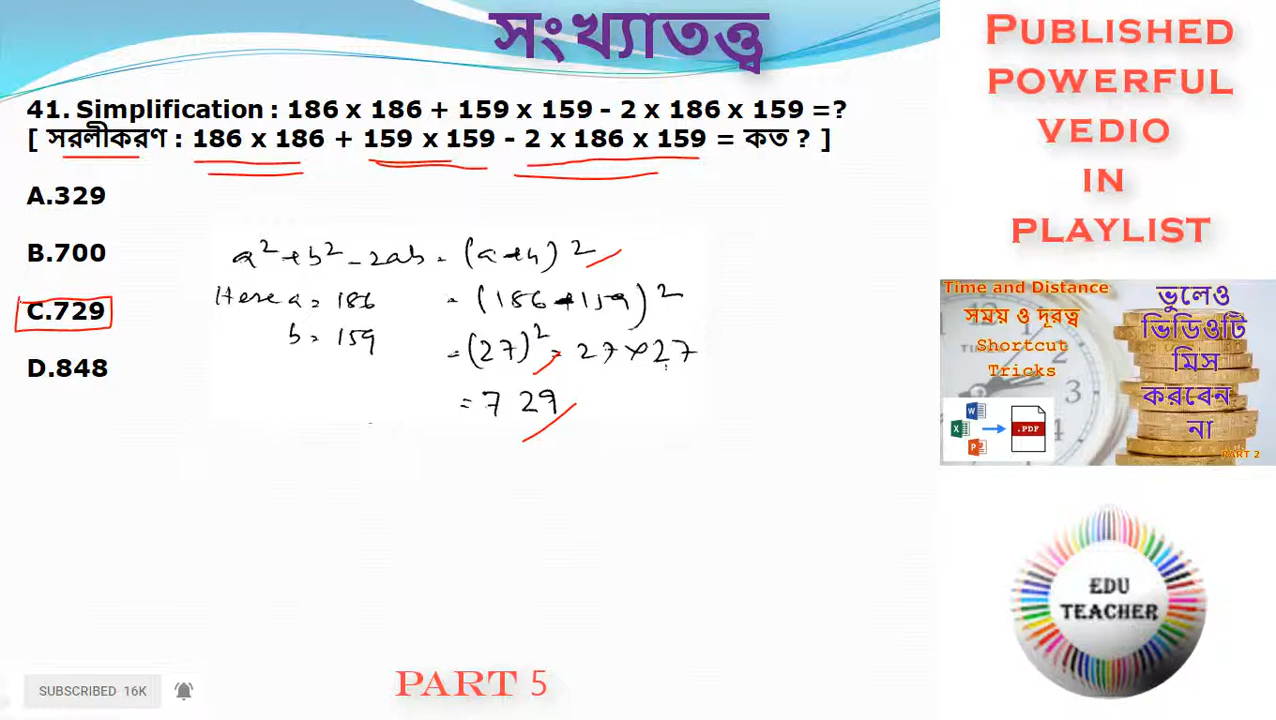 সংখ্যাতত্ত্ব
41. Simplification : 186 x 186 + 159 x 159 - 2 x 186 x 159 =?
[ সরলীকরণ : 186 x 186 + 159 x 159 - 2 x 186 x 159 = কত ? ]
A.329
B.700
C.729
D.848
a² + b² - 2ab = (a+b)²
Here a = 186 = (186+159)²
b = 159
= (27)² = 27×27
= 729
PART 5
SUBSCRIBED 16K
PUBLISHED
POWERFUL
VEDIO
IN
PLAYLIST
Time and Distance
সময় ও দূরত্ব
Shortcut
Tricks
ভুলেও
ভিডিওটি
মিস
করবেন
না
.PDF
PART 2
EDU
TEACHER